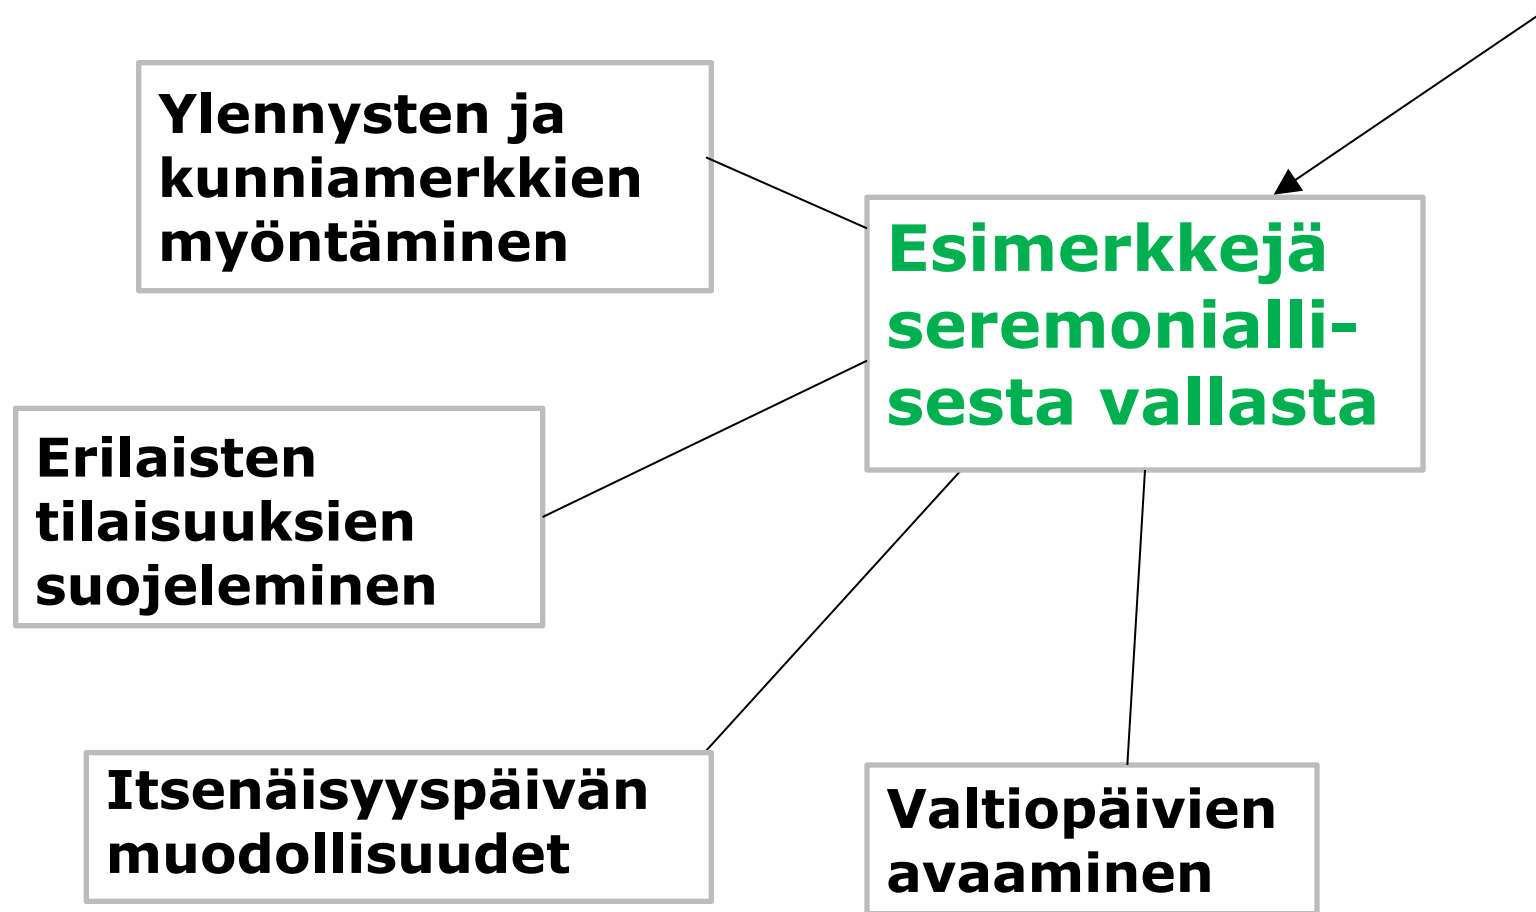 Ylennysten ja
kunniamerkkien
myöntäminen
Esimerkkejä
seremonialli-
sesta vallasta
Erilaisten
tilaisuuksien
suojeleminen
Itsenäisyyspäivän
muodollisuudet
Valtiopäivien
avaaminen